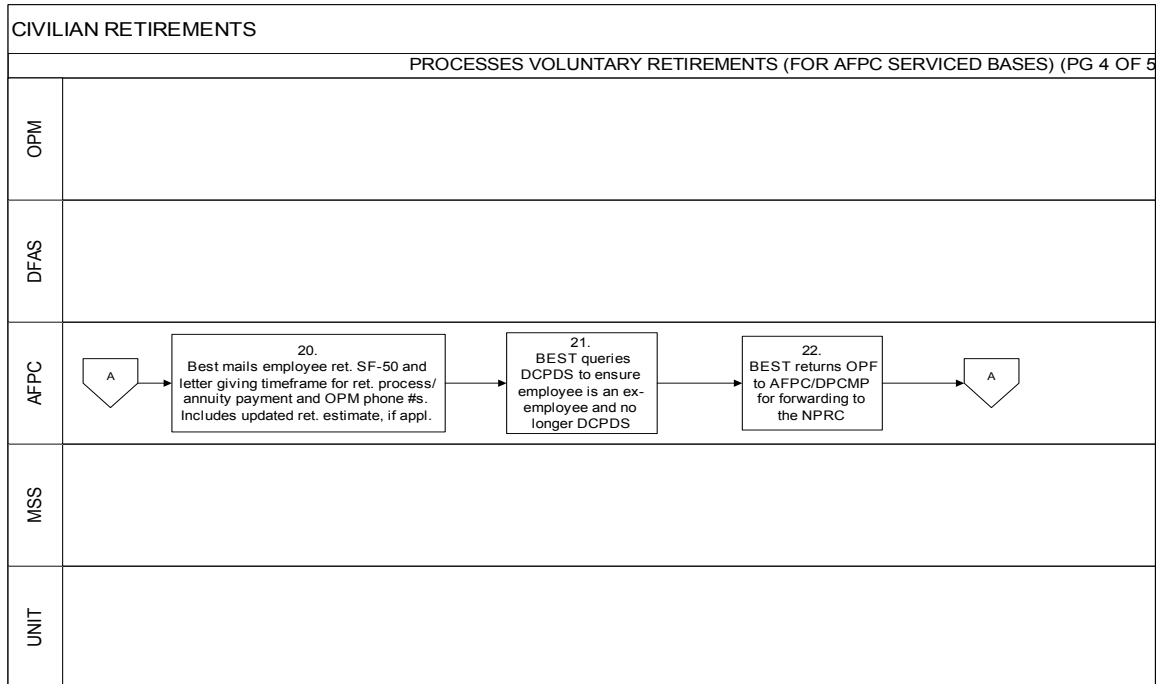 CIVILIAN RETIREMENTS
PROCESSES VOLUNTARY RETIREMENTS (FOR AFPC SERVICED BASES) (PG 4 OF 5
OPM
DFAS
AFPC
A
20.
Best mails employee ret. SF-50 and
letter giving timeframe for ret. process/
annuity payment and OPM phone #s.
Includes updated ret. estimate, if appl.
21.
BEST queries
DCPDS to ensure
employee is an ex-
employee and no
longer DCPDS
22.
BEST returns OPF
to AFPC/DPCMP
for forwarding to
the NPRC
A
MSS
UNIT